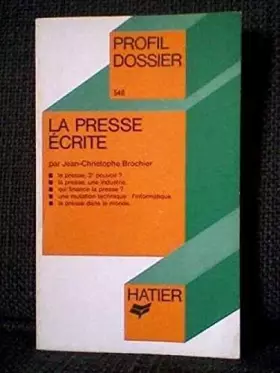 PROFIL
DOSSIER
546
LA PRESSE
ÉCRITE
par Jean-Christophe Brochier
■ la presse, 3e pouvoir ?
■ la presse, une industrie.
■ qui finance la presse ?
■ une mutation technique : l'informatique.
■ la presse dans le monde.
HATIER